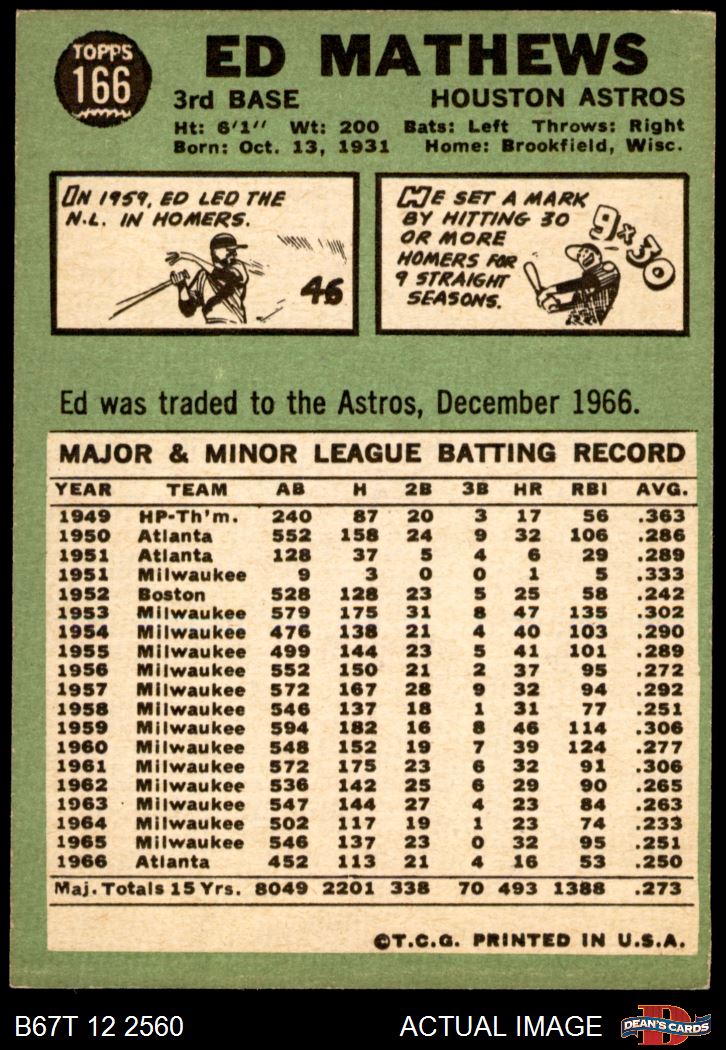 TOPPS
166
ED MATHEWS
3rd BASE HOUSTON ASTROS
Ht: 6'1" Wt: 200 Bats: Left Throws: Right
Born: Oct. 13, 1931 Home: Brookfield, Wisc.
IN 1959, ED LED THE
N.L. IN HOMERS.
46
HE SET A MARK
BY HITTING 30
OR MORE
HOMERS FOR
9 STRAIGHT
SEASONS.
9 x 30
Ed was traded to the Astros, December 1966.
MAJOR & MINOR LEAGUE BATTING RECORD
YEAR TEAM AB H 2B 3B HR RBI AVG.
1949 HP-Th'm. 240 87 20 3 17 56 .363
1950 Atlanta 552 158 24 9 32 106 .286
1951 Atlanta 128 37 5 4 6 29 .289
1951 Milwaukee 9 3 0 0 1 5 .333
1952 Boston 528 128 23 5 25 58 .242
1953 Milwaukee 579 175 31 8 47 135 .302
1954 Milwaukee 476 138 21 4 40 103 .290
1955 Milwaukee 499 144 23 5 41 101 .289
1956 Milwaukee 552 150 21 2 37 95 .272
1957 Milwaukee 572 167 28 9 32 94 .292
1958 Milwaukee 546 137 18 1 31 77 .251
1959 Milwaukee 594 182 16 8 46 114 .306
1960 Milwaukee 548 152 19 7 39 124 .277
1961 Milwaukee 572 175 23 6 32 91 .306
1962 Milwaukee 536 142 25 6 29 90 .265
1963 Milwaukee 547 144 27 4 23 84 .263
1964 Milwaukee 502 117 19 1 23 74 .233
1965 Milwaukee 546 137 23 0 32 95 .251
1966 Atlanta 452 113 21 4 16 53 .250
Maj. Totals 15 Yrs. 8049 2201 338 70 493 1388 .273
©T.C.G. PRINTED IN U.S.A.
B67T 12 2560 ACTUAL IMAGE
D
DEAN'S CARDS